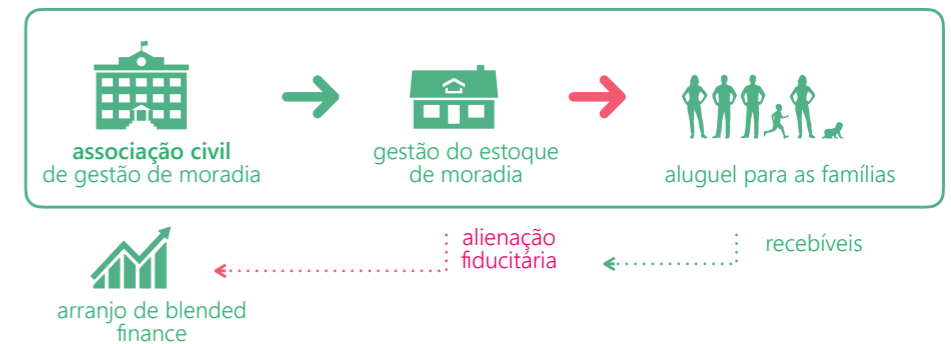 associação civil
de gestão de moradia
gestão do estoque
de moradia
aluguel para as famílias
alienação
fiducitária
recebíveis
arranjo de blended
finance